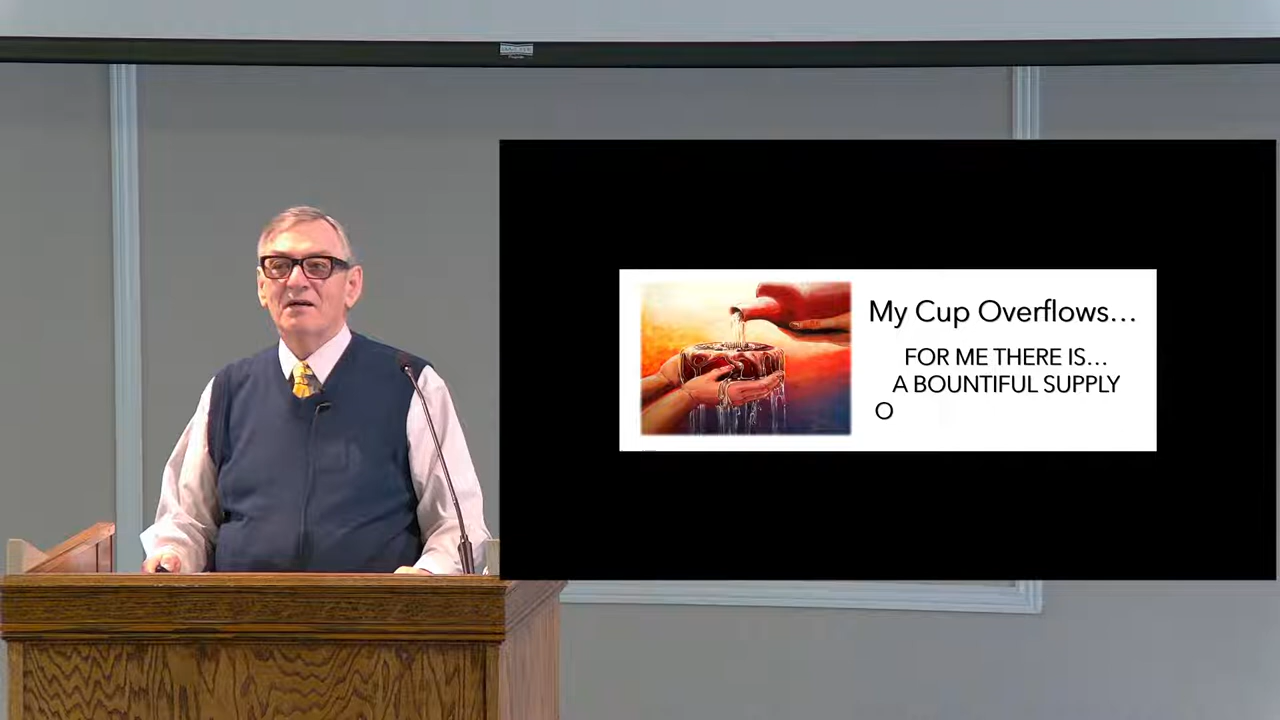 My Cup Overflows…
FOR ME THERE IS…
A BOUNTIFUL SUPPLY
O